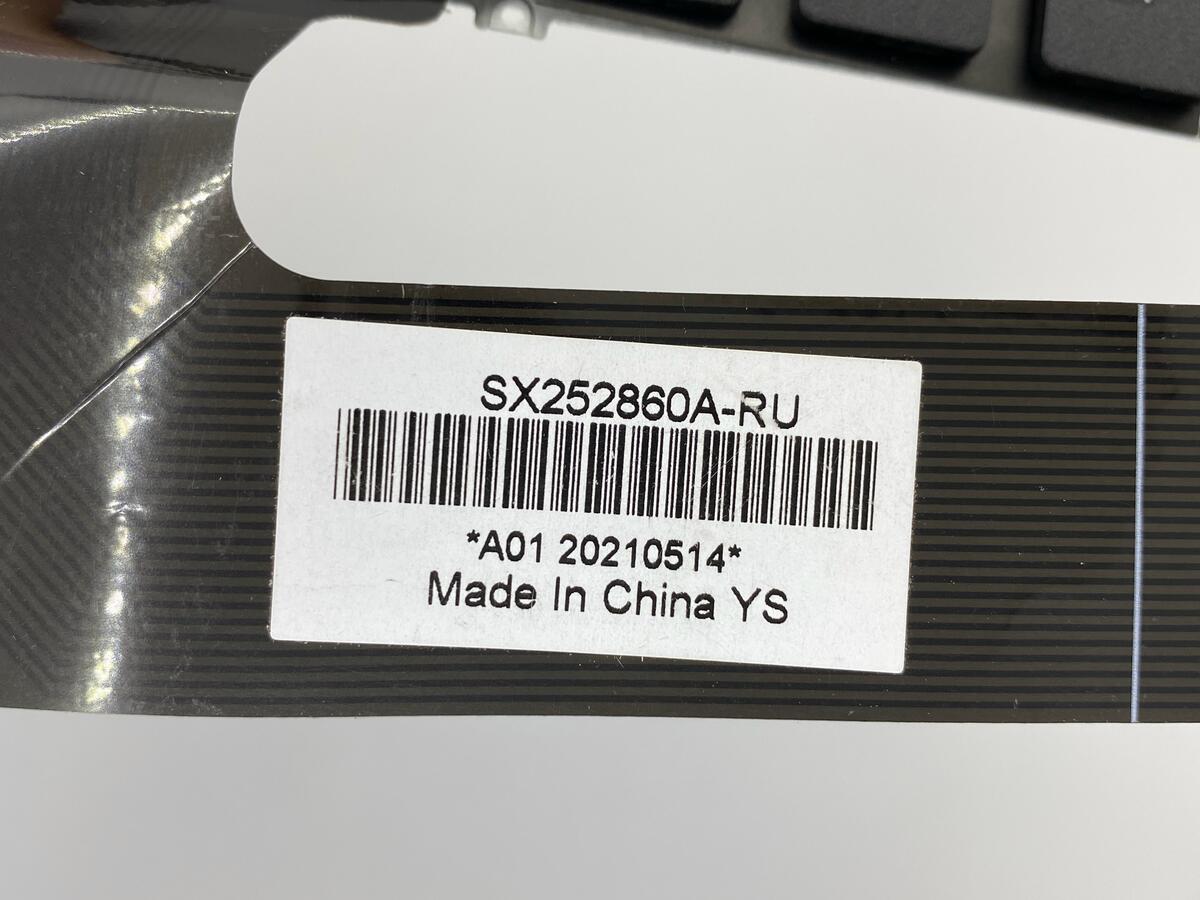 SX252860A-RU
*A01 20210514*
Made In China YS